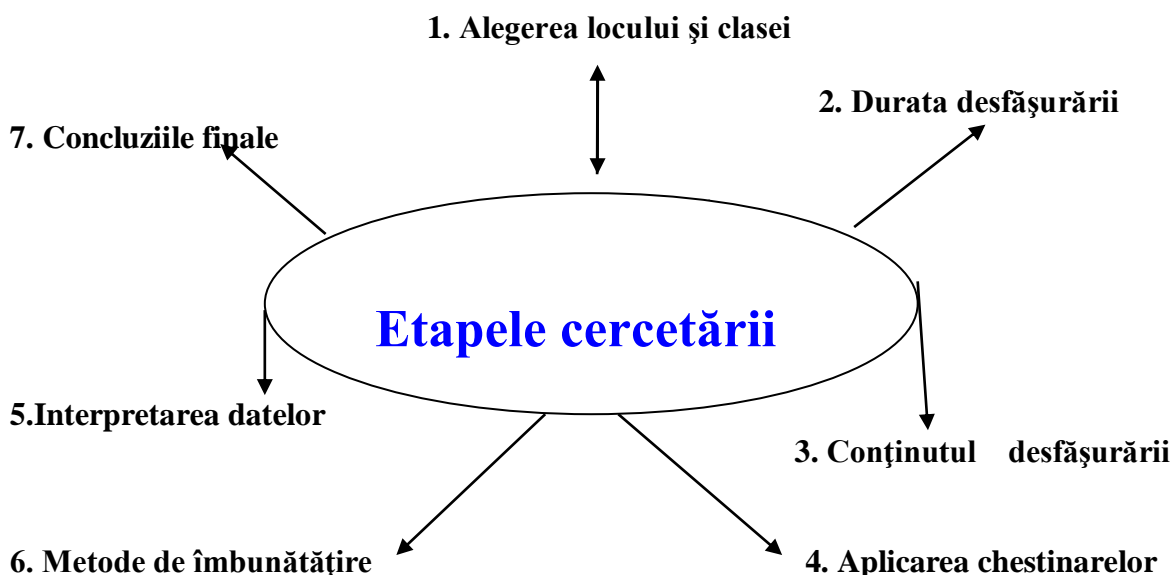 1. Alegerea locului şi clasei
2. Durata desfăşurării
7. Concluziile finale
Etapele cercetării
5.Interpretarea datelor
3. Conţinutul desfăşurării
6. Metode de îmbunătăţire
4. Aplicarea chestinarelor